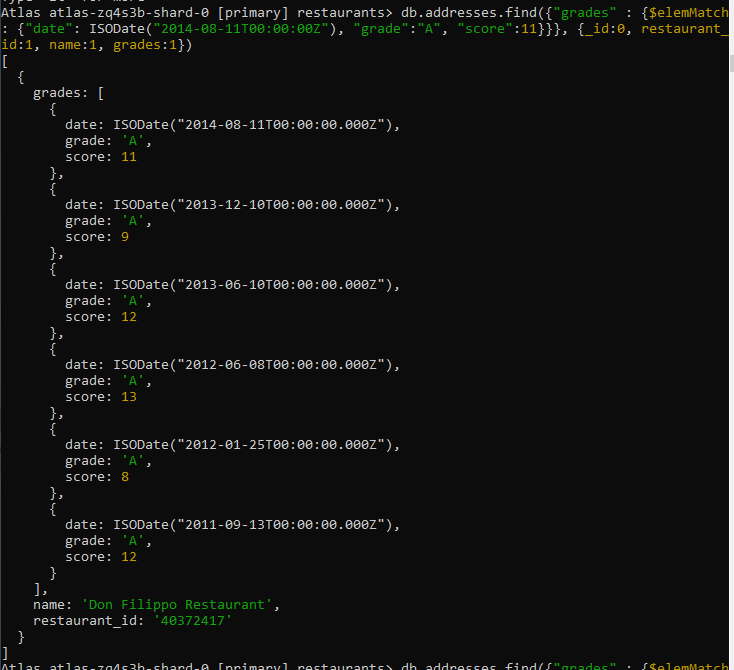 Atlas atlas-zq4s3b-shard-0 [primary] restaurants> db.addresses.find({"grades" : {$elemMatch
: {"date": ISODate("2014-08-11T00:00:00Z"), "grade":"A", "score":11}}}, {_id:0, restaurant_
id:1, name:1, grades:1})
[
  {
    grades: [
      {
        date: ISODate("2014-08-11T00:00:00.000Z"),
        grade: 'A',
        score: 11
      },
      {
        date: ISODate("2013-12-10T00:00:00.000Z"),
        grade: 'A',
        score: 9
      },
      {
        date: ISODate("2013-06-10T00:00:00.000Z"),
        grade: 'A',
        score: 12
      },
      {
        date: ISODate("2012-06-08T00:00:00.000Z"),
        grade: 'A',
        score: 13
      },
      {
        date: ISODate("2012-01-25T00:00:00.000Z"),
        grade: 'A',
        score: 8
      },
      {
        date: ISODate("2011-09-13T00:00:00.000Z"),
        grade: 'A',
        score: 12
      }
    ],
    name: 'Don Filippo Restaurant',
    restaurant_id: '40372417'
  }
]
Atlas atlas-zq4s3b-shard-0 [primary] restaurants> db.addresses.find({"grades" : {$elemMatch